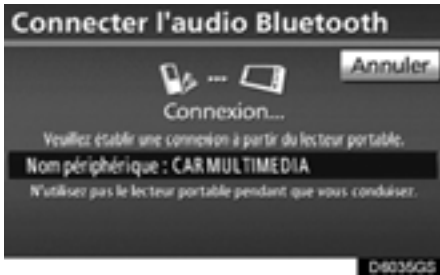 Connecter l'audio Bluetooth
Annuler
Connexion...
Veuillez établir une connexion à partir du lecteur portable.
Nom périphérique : CAR MULTIMEDIA
N'utilisez pas le lecteur portable pendant que vous conduisez.
D6035GS